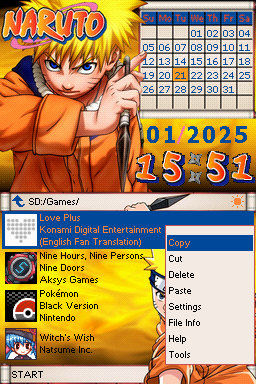 NARUTO
Su Mo Tu We Th Fr Sa
01 02 03 04
05 06 07 08 09 10 11
12 13 14 15 16 17 18
19 20 21 22 23 24 25
26 27 28 29 30 31
01/2025
15 51
SD:/Games/
Love Plus
Konami Digital Entertainment
(English Fan Translation)
Nine Hours, Nine Persons,
Nine Doors
Aksys Games
Pokémon
Black Version
Nintendo
Witch's Wish
Natsume Inc.
Copy
Cut
Delete
Paste
Settings
File Info
Help
Tools
START